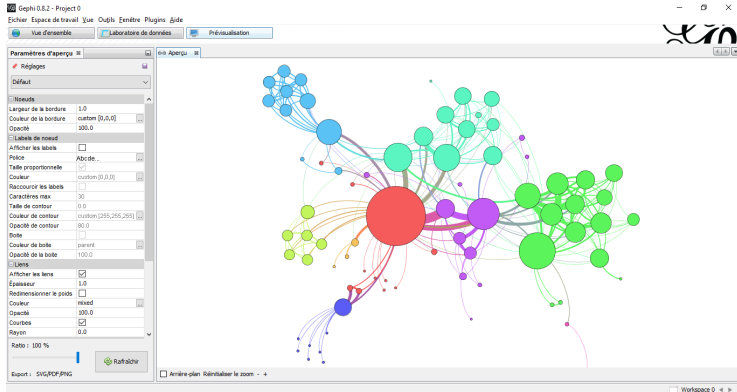 Gephi 0.8.2 - Project 0
Fichier Espace de travail Vue Outils Fenêtre Plugins Aide
Vue d'ensemble Laboratoire de données Prévisualisation
Paramètres d'aperçu
Aperçu
Réglages
Défaut
Noeuds
Largeur de la bordure 1.0
Couleur de la bordure custom [0,0,0] ...
Opacité 100.0
Labels de noeud
Afficher les labels
Police Abcde... ...
Taille proportionnelle
Couleur custom [0,0,0] ...
Raccourcir les labels
Caractères max 30
Taille de contour 0.0
Couleur de contour custom [255,255,255] ...
Opacité de contour 80.0
Boite
Couleur de boite parent ...
Opacité de la boite 100.0
Liens
Afficher les liens
Épaisseur 1.0
Redimensionner le poids
Couleur mixed ...
Opacité 100.0
Courbes
Rayon 0.0
Ratio : 100 %
Rafraîchir
Export : SVG/PDF/PNG
Arrière-plan Réinitialiser le zoom - +
Workspace 0